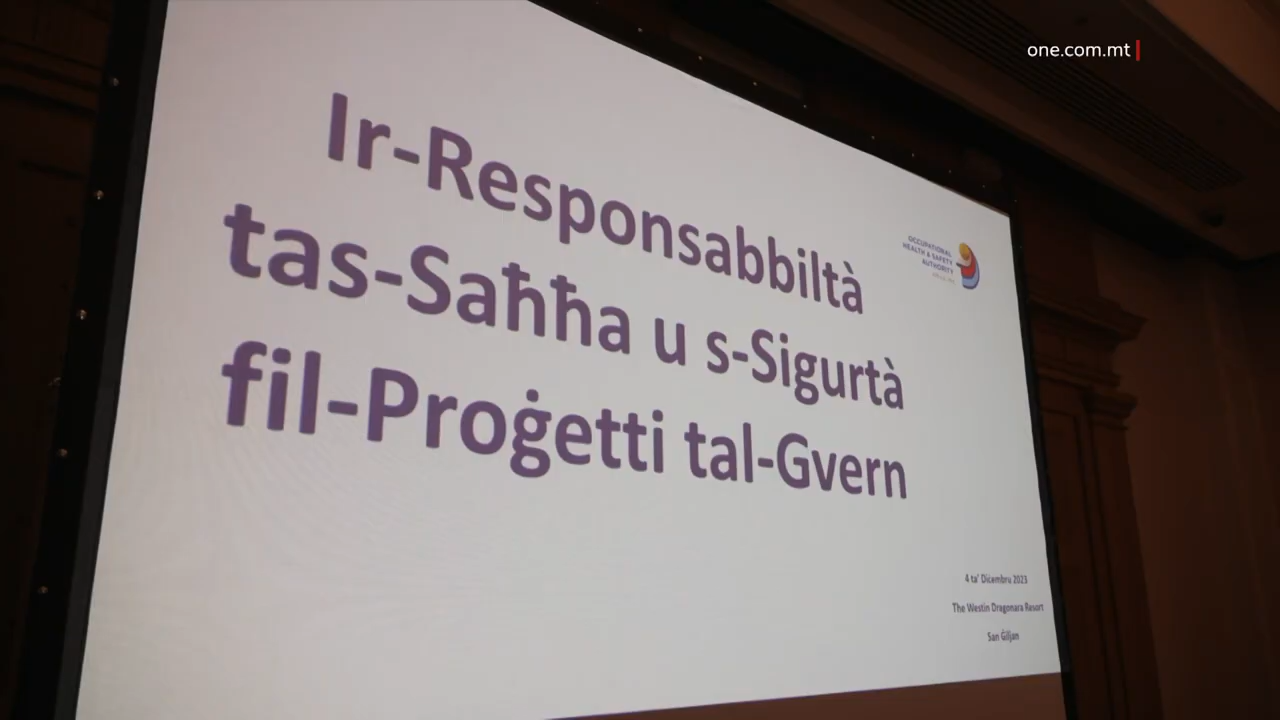 one.com.mt
Ir-Responsabbiltà
tas-Saħħa u s-Sigurtà
fil-Proġetti tal-Gvern
OCCUPATIONAL
HEALTH & SAFETY
AUTHORITY
4 ta' Diċembru 2023
The Westin Dragonara Resort
San Ġiljan